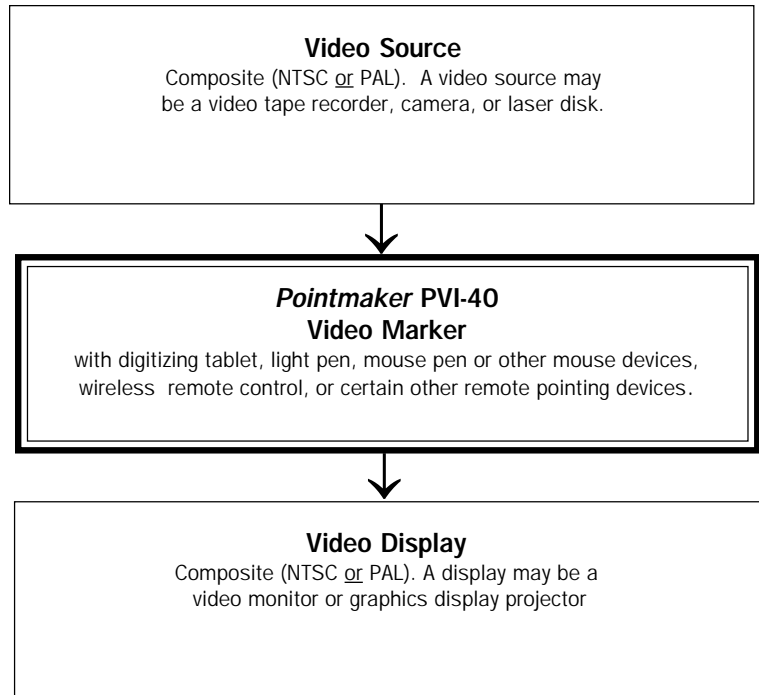 Video Source
Composite (NTSC or PAL).  A video source may
be a video tape recorder, camera, or laser disk.
Pointmaker PVI-40
Video Marker
with digitizing tablet, light pen, mouse pen or other mouse devices,
wireless  remote control, or certain other remote pointing devices.
Video Display
Composite (NTSC or PAL). A display may be a
video monitor or graphics display projector